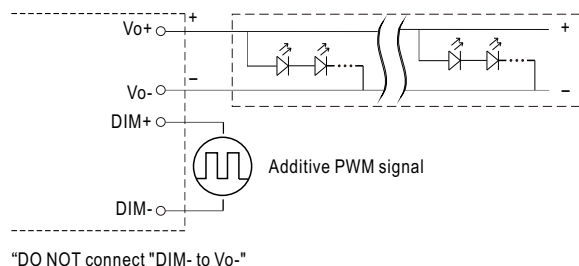 Vo+
+
+
−
Vo-
−
DIM+
Additive PWM signal
DIM-
“DO NOT connect "DIM- to Vo-"